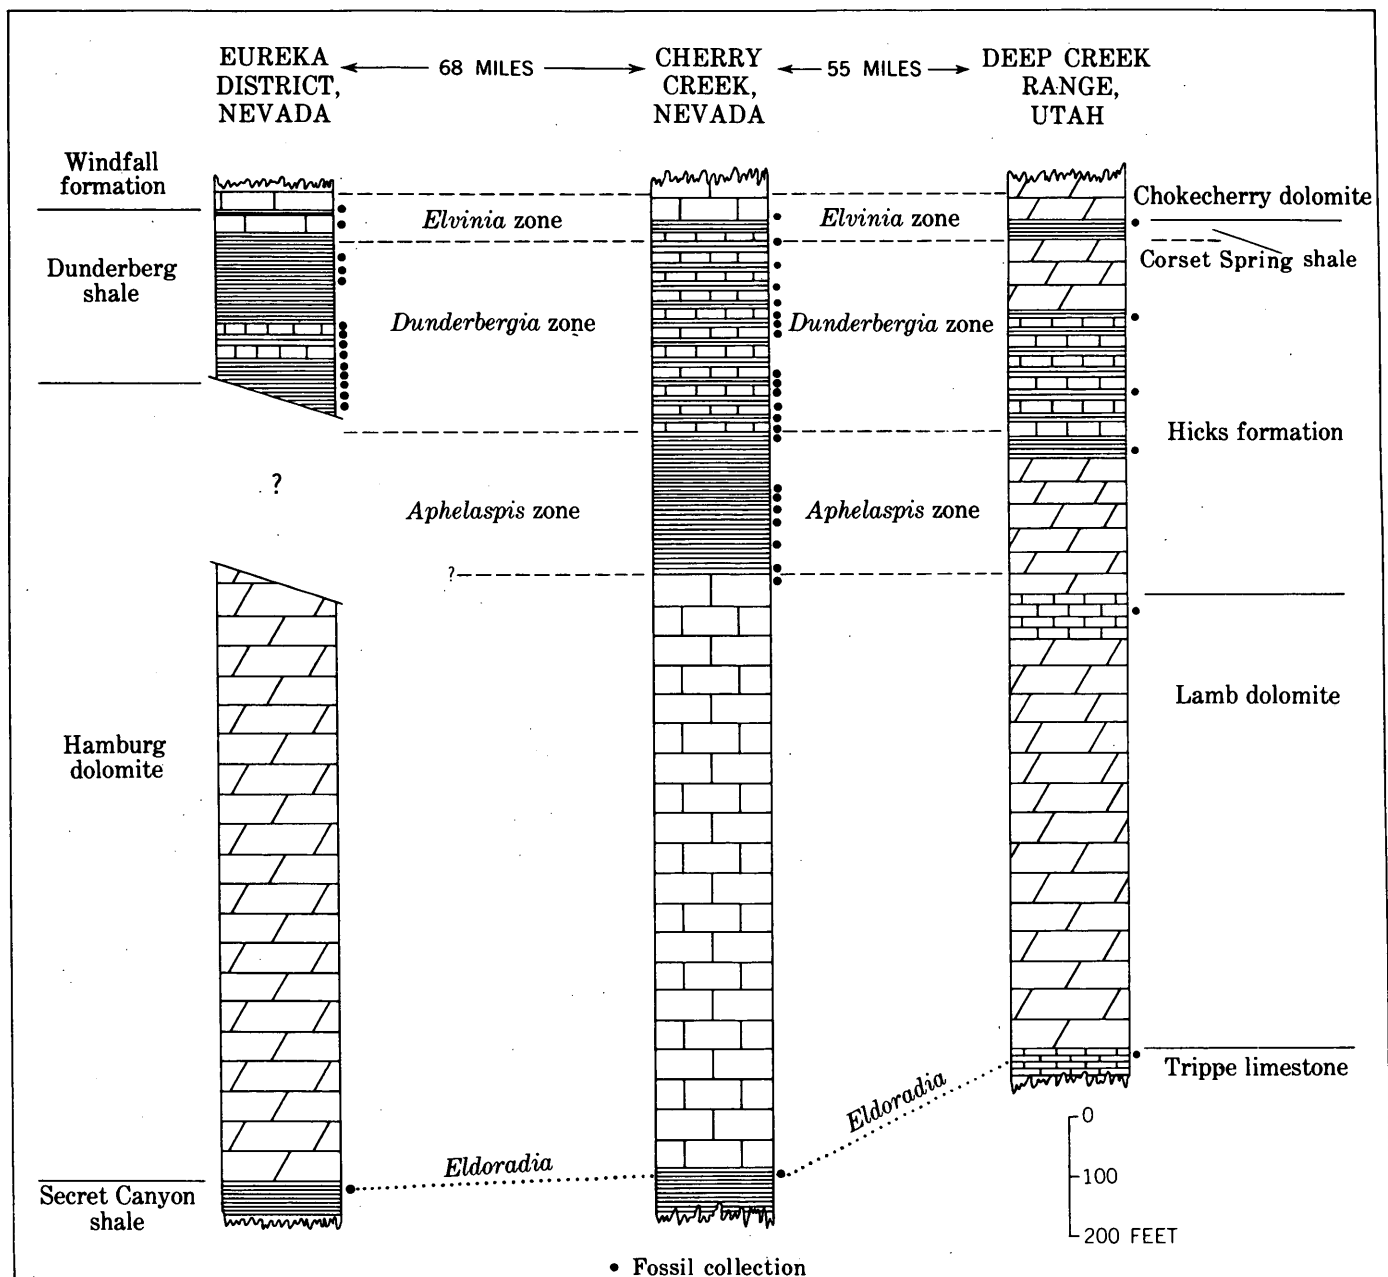 EUREKA
DISTRICT,
NEVADA
68 MILES
CHERRY
CREEK,
NEVADA
55 MILES
DEEP CREEK
RANGE,
UTAH
Windfall
formation
Chokecherry dolomite
Elvinia zone
Elvinia zone
Corset Spring shale
Dunderberg
shale
Dunderbergia zone
Dunderbergia zone
Hicks formation
?
Aphelaspis zone
Aphelaspis zone
?
Lamb dolomite
Hamburg
dolomite
Trippe limestone
Eldoradia
Eldoradia
0
100
200 FEET
Secret Canyon
shale
• Fossil collection